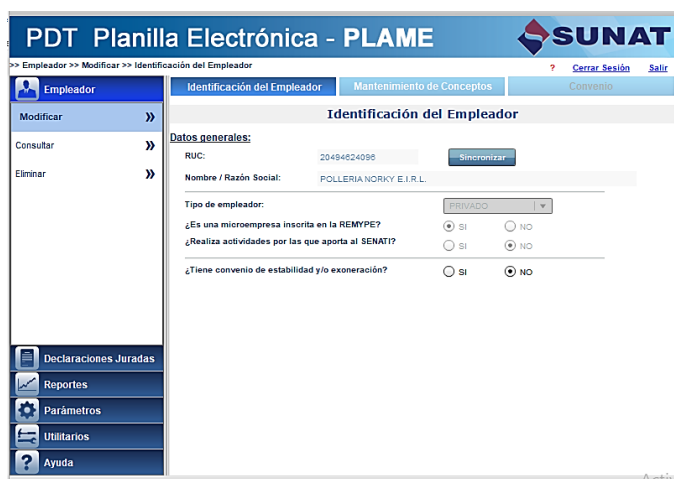 PDT Planilla Electrónica - PLAME
SUNAT
>> Empleador >> Modificar >> Identificación del Empleador
? Cerrar Sesión Salir
Empleador
Identificación del Empleador
Mantenimiento de Conceptos
Convenio
Modificar »
Consultar »
Eliminar »
Identificación del Empleador
Datos generales:
RUC: 20494624096 Sincronizar
Nombre / Razón Social: POLLERIA NORKY E.I.R.L.
Tipo de empleador: PRIVADO
¿Es una microempresa inscrita en la REMYPE? SI NO
¿Realiza actividades por las que aporta al SENATI? SI NO
¿Tiene convenio de estabilidad y/o exoneración? SI NO
Declaraciones Juradas
Reportes
Parámetros
Utilitarios
? Ayuda